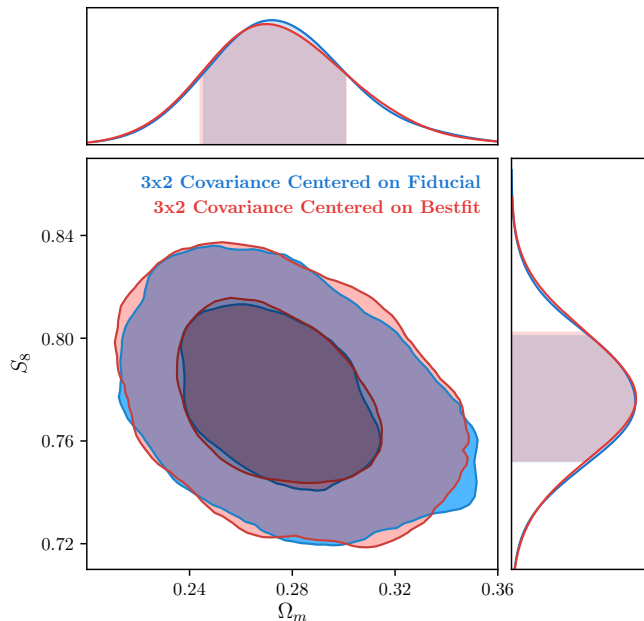 3x2 Covariance Centered on Fiducial
3x2 Covariance Centered on Bestfit
0.84
0.80
0.76
0.72
S₈
0.24
0.28
0.32
0.36
Ωₘ